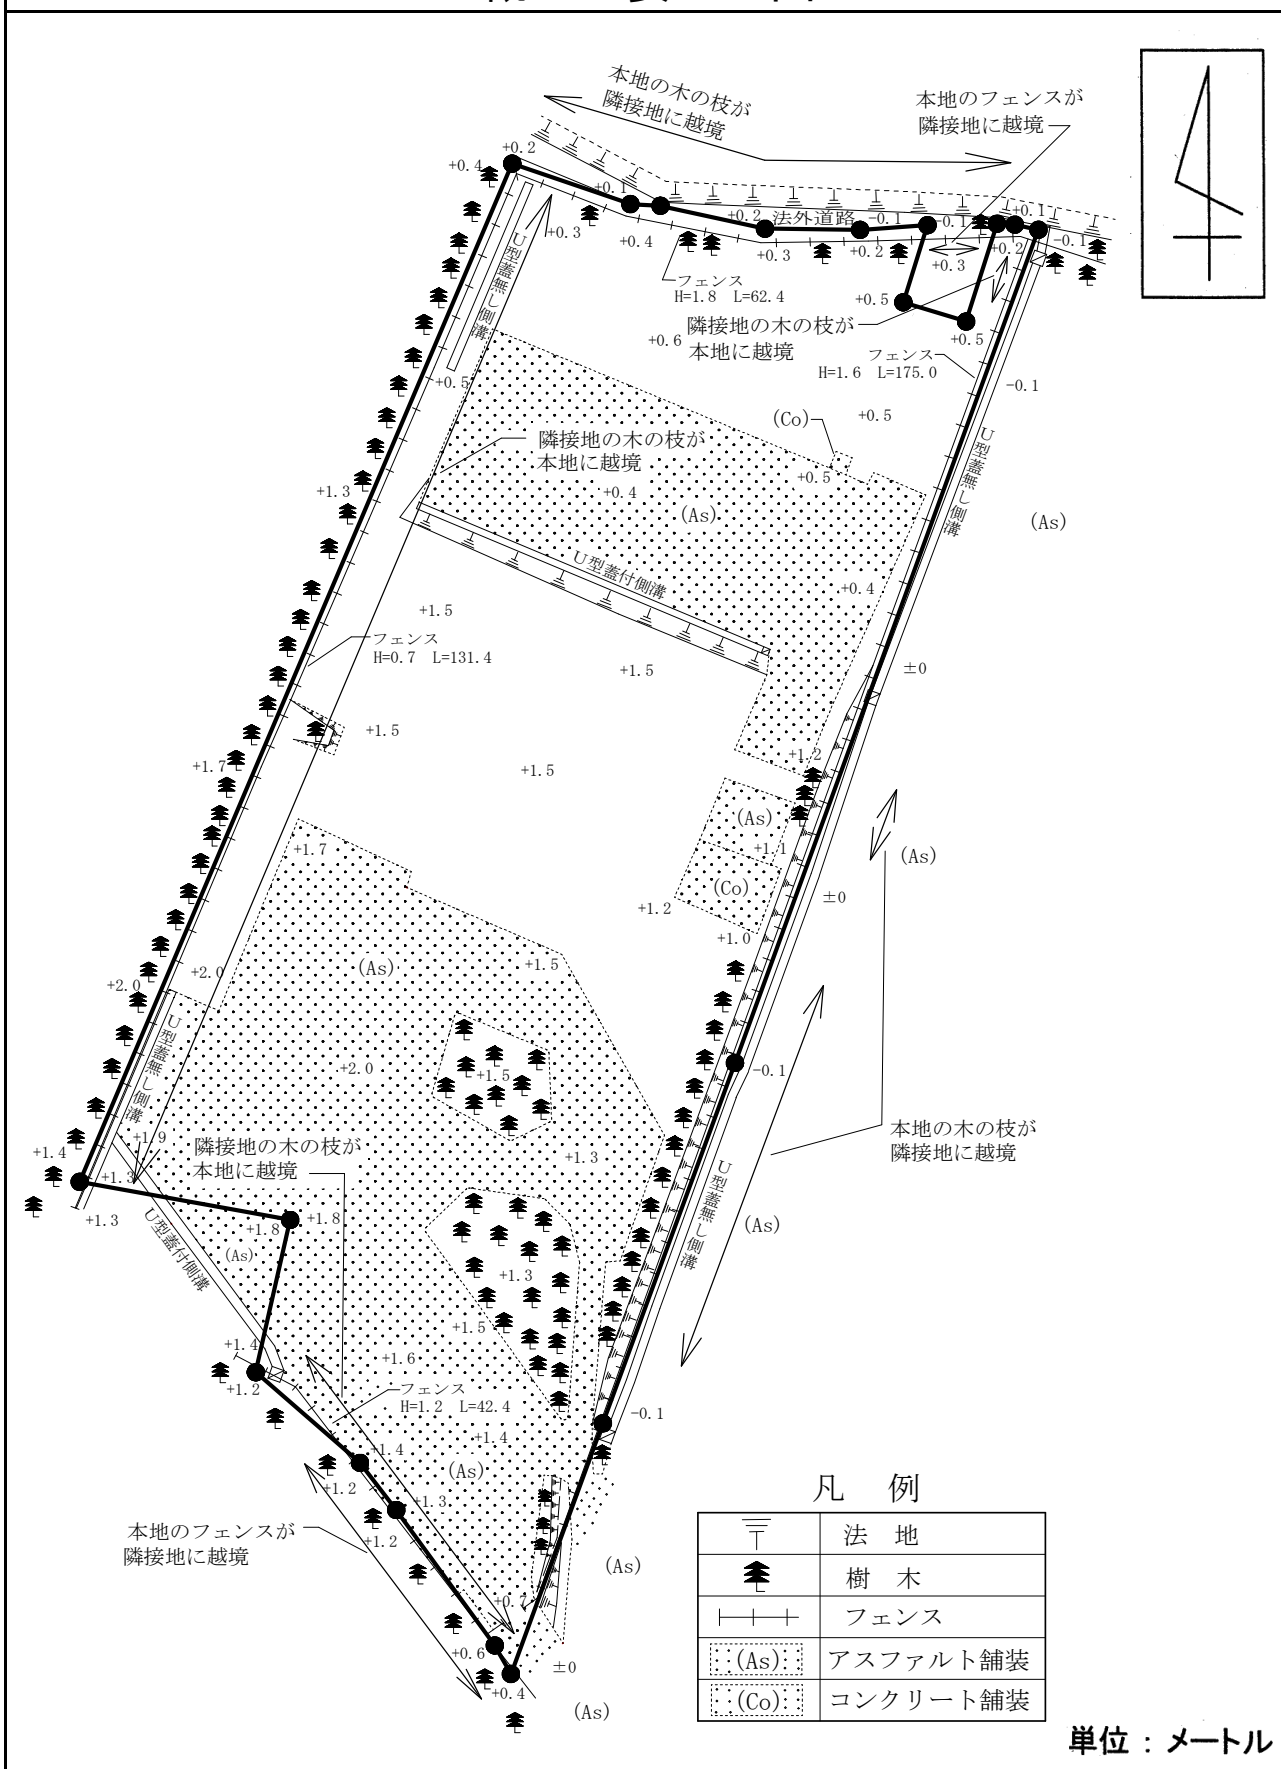 本地の木の枝が
隣接地に越境
本地のフェンスが
隣接地に越境
+0.2
+0.4
+0.1
+0.2
法外道路
-0.1
-0.1
+0.1
-0.1
+0.3
+0.4
+0.3
+0.2
+0.3
+0.2
U型蓋無し側溝
フェンス
H=1.8 L=62.4
+0.5
隣接地の木の枝が
本地に越境
+0.5
+0.6
フェンス
H=1.6 L=175.0
-0.1
+0.5
+0.5
(Co)
隣接地の木の枝が
本地に越境
U型蓋無し側溝
+0.5
+0.4
+1.3
(As)
(As)
U型蓋付側溝
+0.4
+1.5
フェンス
H=0.7 L=131.4
+1.5
±0
+1.5
+1.2
+1.7
+1.5
(As)
+1.1
+1.7
(As)
(Co)
±0
+1.2
+1.0
(As)
+1.5
+2.0
+2.0
U型蓋無し側溝
+2.0
+1.5
-0.1
+1.9
隣接地の木の枝が
本地に越境
本地の木の枝が
隣接地に越境
+1.4
+1.3
+1.3
+1.3
U型蓋無し側溝
U型蓋付側溝
+1.8
+1.8
(As)
(As)
+1.3
+1.5
+1.4
+1.6
+1.2
フェンス
H=1.2 L=42.4
-0.1
+1.4
+1.4
(As)
+1.2
+1.3
+1.2
本地のフェンスが
隣接地に越境
(As)
+0.7
+0.6
±0
+0.4
(As)
凡 例
法 地
樹 木
フェンス
(As) アスファルト舗装
(Co) コンクリート舗装
単位：メートル